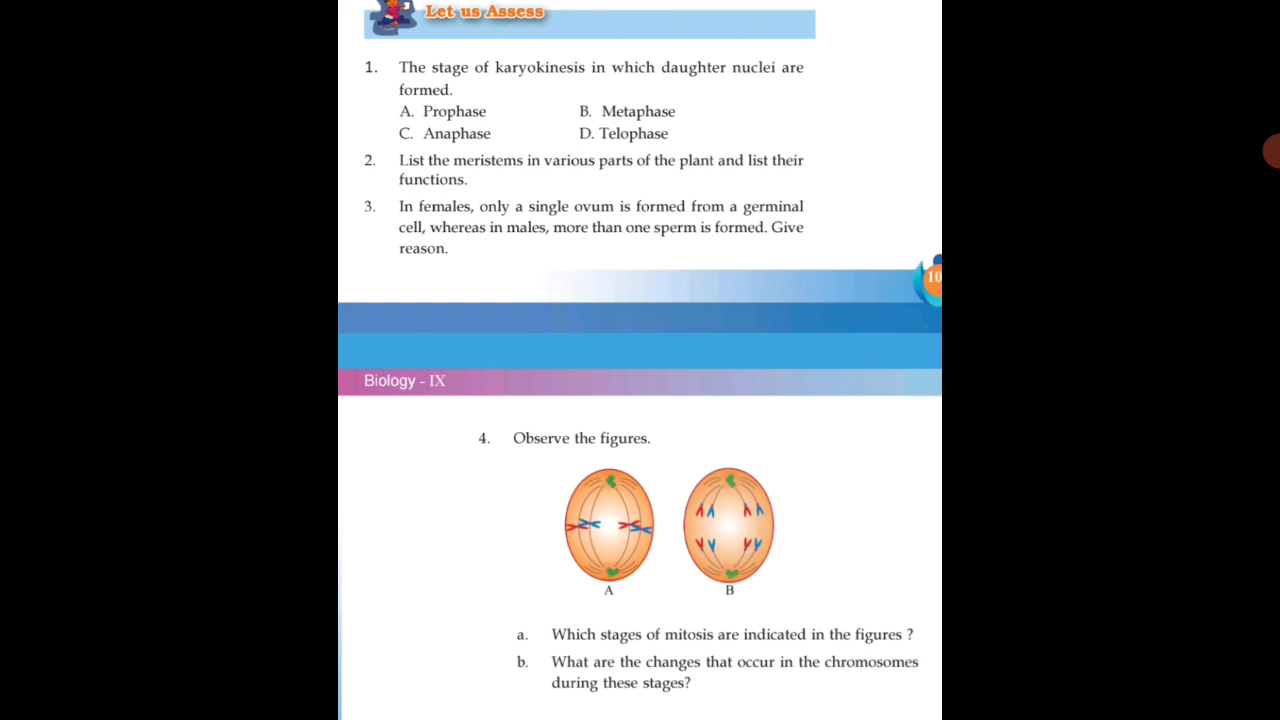 Let us Assess
1. The stage of karyokinesis in which daughter nuclei are
formed.
A. Prophase B. Metaphase
C. Anaphase D. Telophase
2. List the meristems in various parts of the plant and list their
functions.
3. In females, only a single ovum is formed from a germinal
cell, whereas in males, more than one sperm is formed. Give
reason.
Biology - IX
4. Observe the figures.
A B
a. Which stages of mitosis are indicated in the figures ?
b. What are the changes that occur in the chromosomes
during these stages?